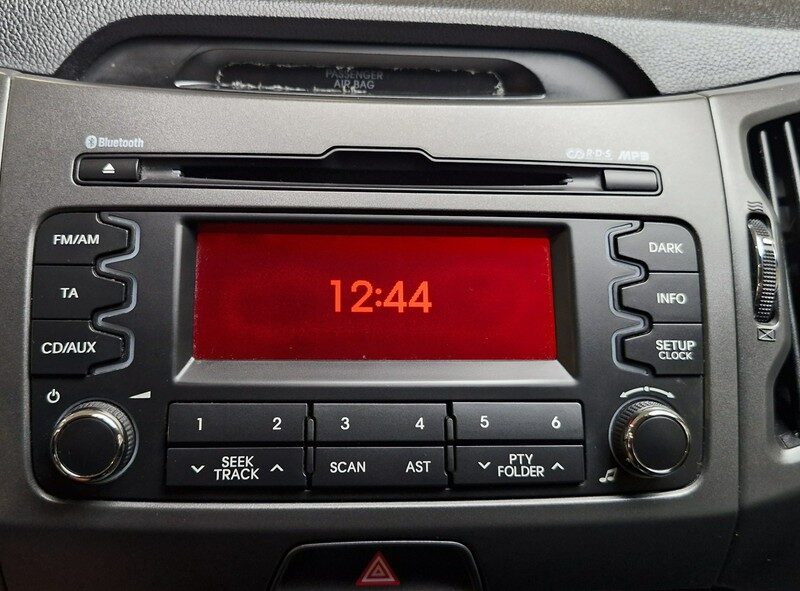 PASSENGER
AIR BAG
Bluetooth
R·D·S MP3
FM/AM
DARK
12:44
TA
INFO
CD/AUX
SETUP
CLOCK
1 2 3 4 5 6
SEEK
TRACK
SCAN AST
PTY
FOLDER